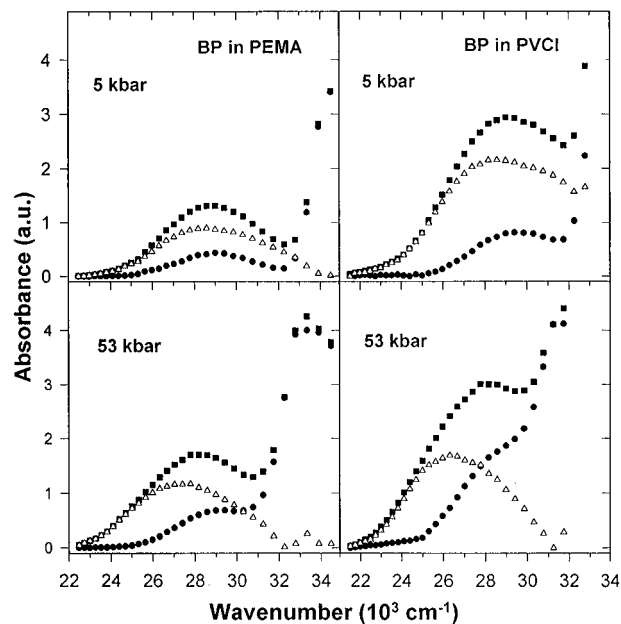 BP in PEMA
BP in PVCl
5 kbar
5 kbar
53 kbar
53 kbar
Absorbance (a.u.)
5
4
3
2
1
0
4
3
2
1
0
22 24 26 28 30 32 34
22 24 26 28 30 32 34
Wavenumber (10³ cm⁻¹)